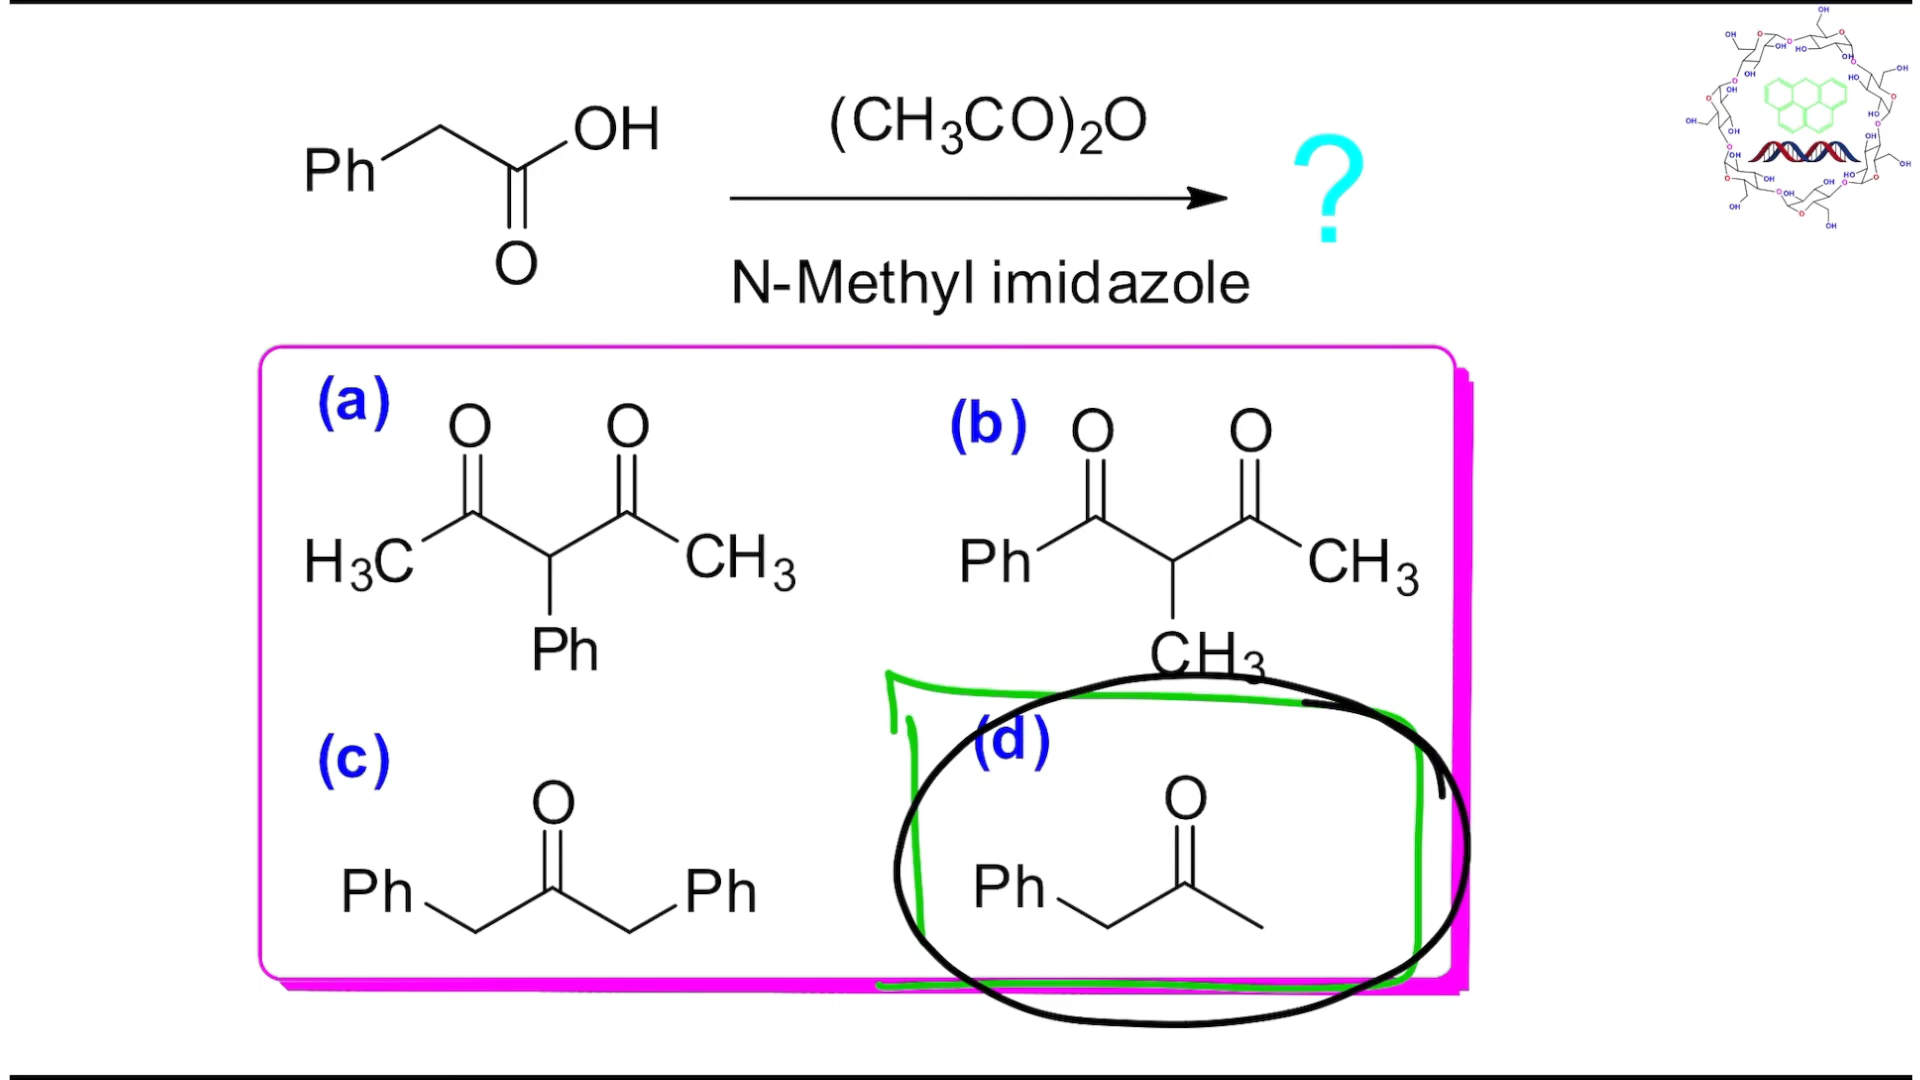 (CH3CO)2O
Ph OH
O
?
N-Methyl imidazole
(a)
O O
H3C CH3
Ph
(b)
O O
Ph CH3
CH3
(c)
O
Ph Ph
(d)
O
Ph